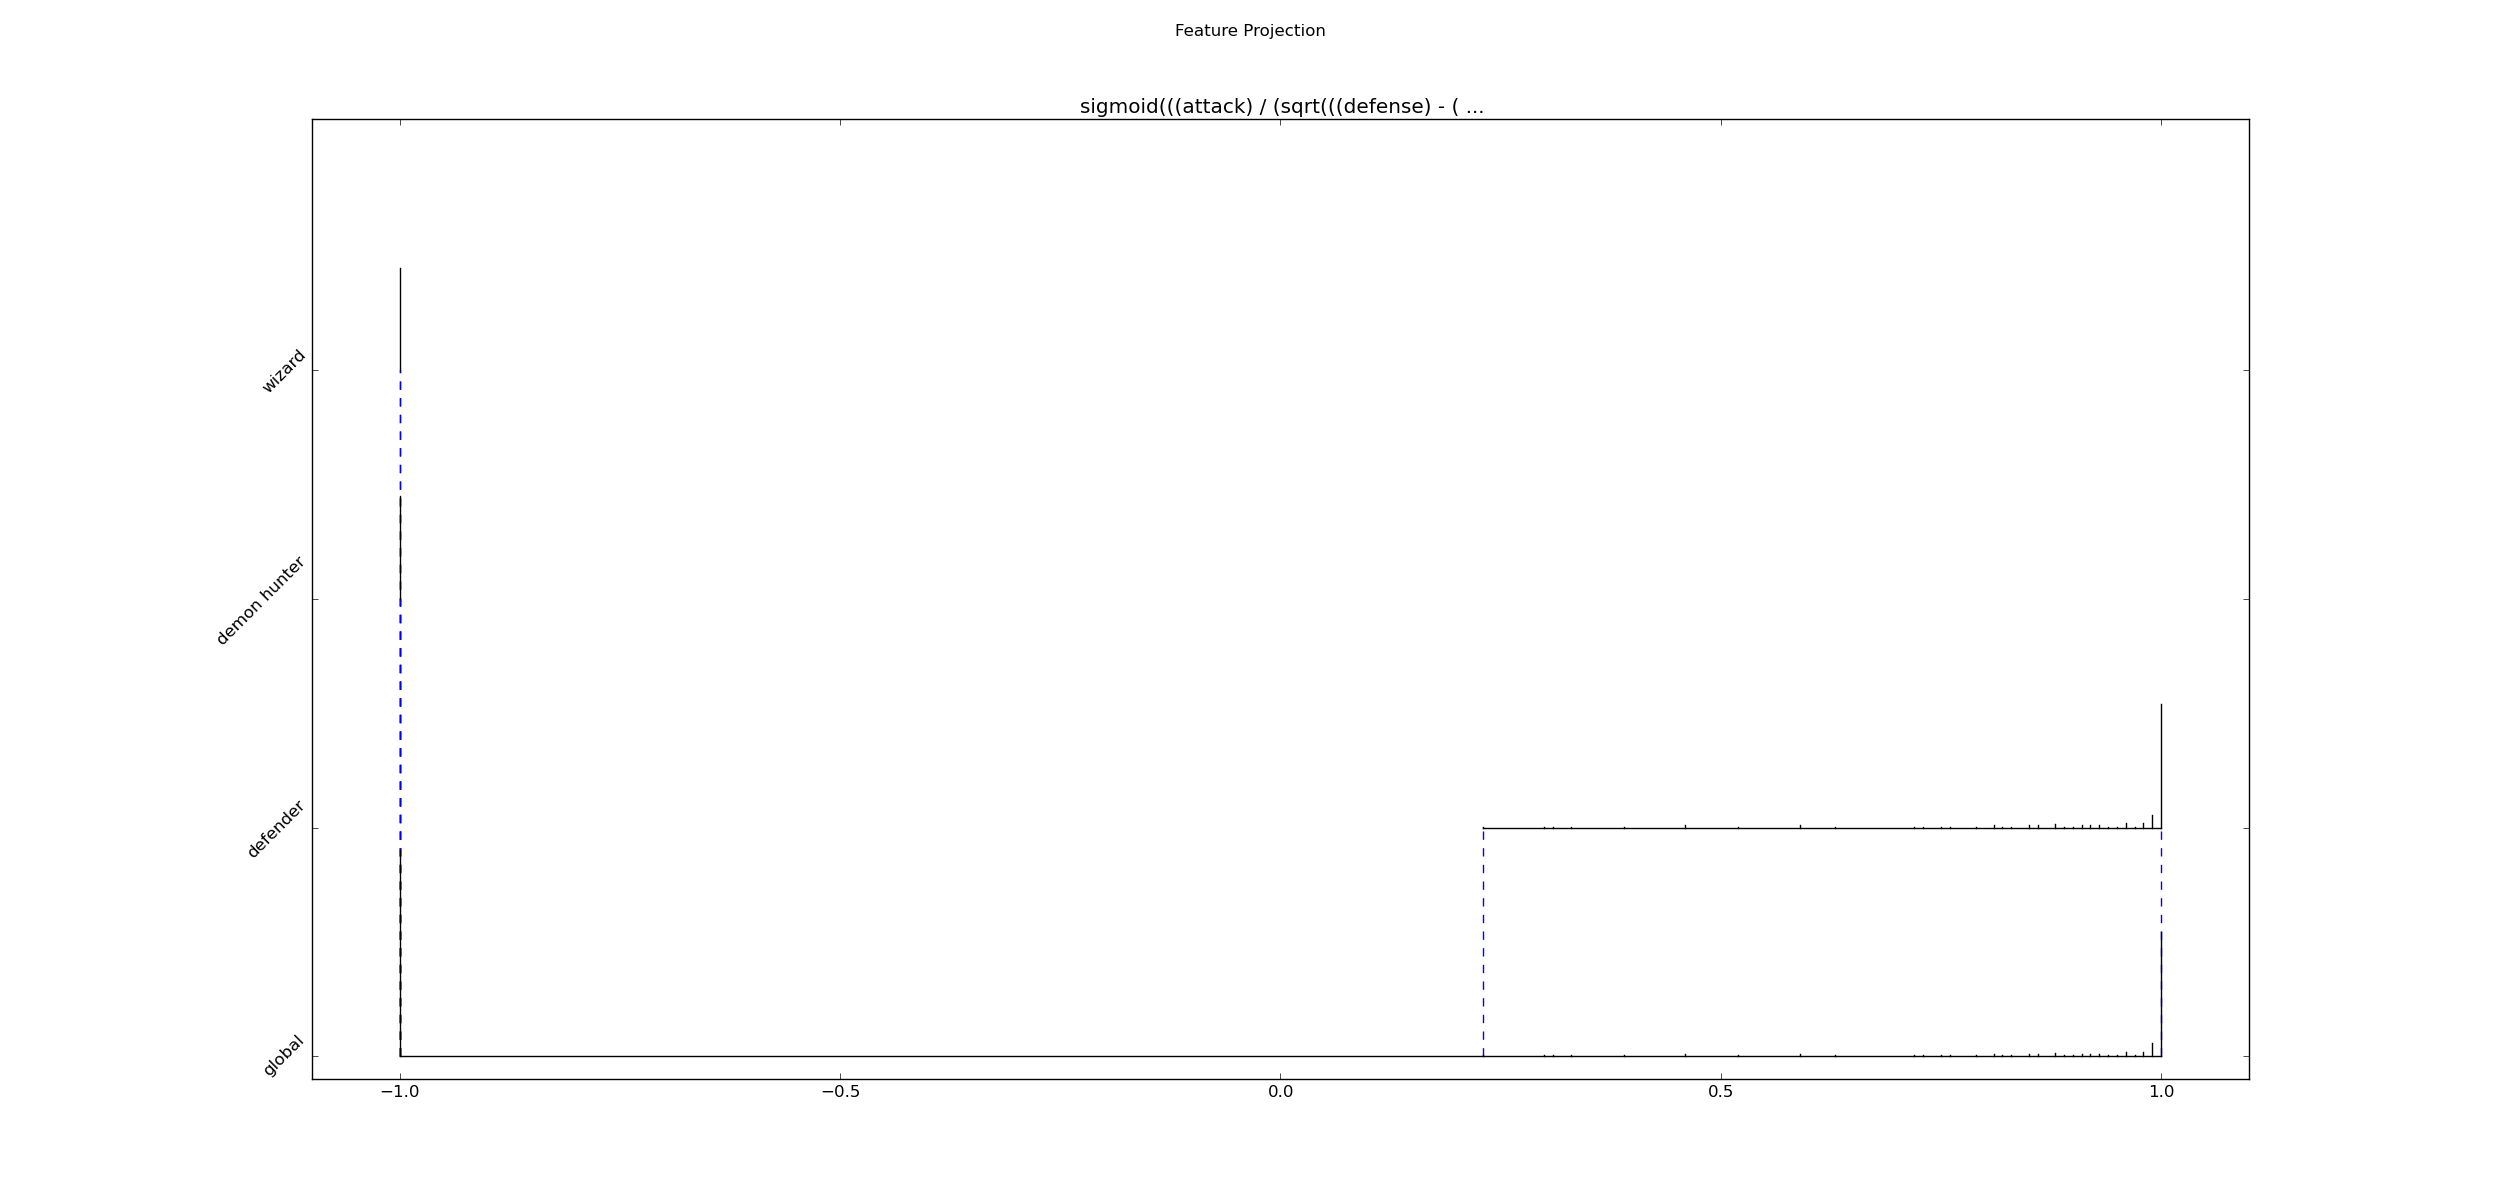 Feature Projection
sigmoid(((attack) / (sqrt(((defense) - ( ...
wizard
demon hunter
defender
global
−1.0
−0.5
0.0
0.5
1.0